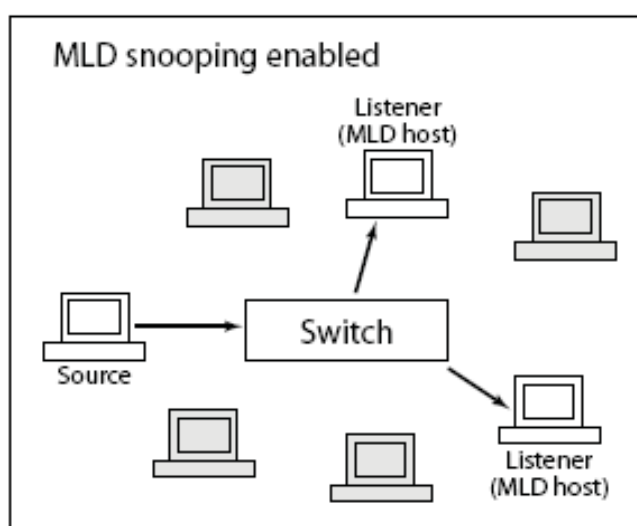 MLD snooping enabled
Listener
(MLD host)
Switch
Source
Listener
(MLD host)